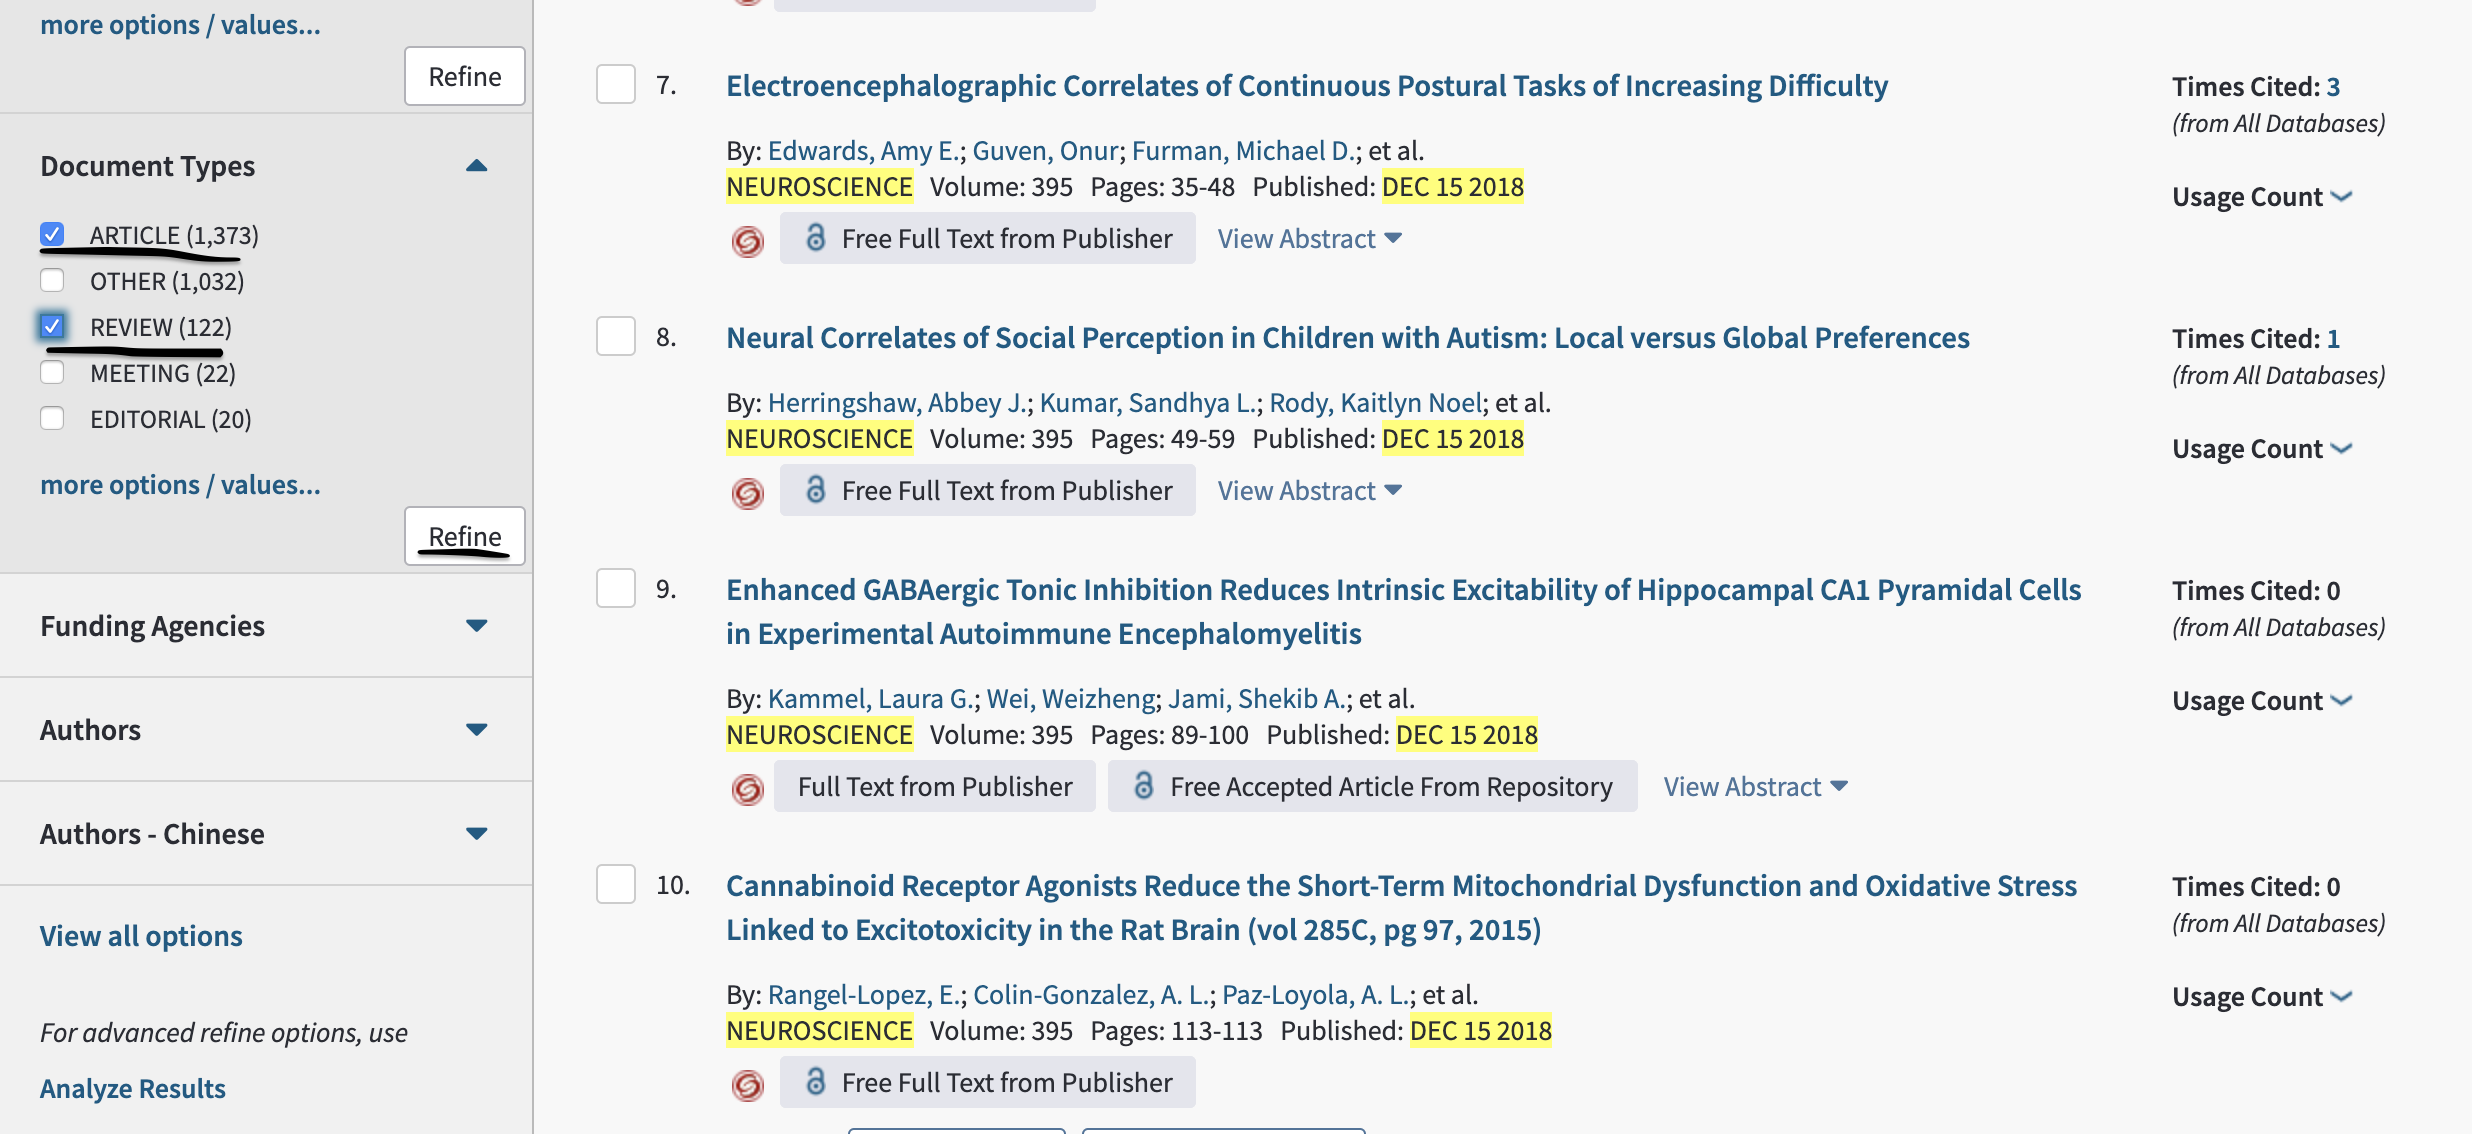 more options / values...
Refine
Document Types
ARTICLE (1,373)
OTHER (1,032)
REVIEW (122)
MEETING (22)
EDITORIAL (20)
more options / values...
Refine
Funding Agencies
Authors
Authors - Chinese
View all options
For advanced refine options, use
Analyze Results
7. Electroencephalographic Correlates of Continuous Postural Tasks of Increasing Difficulty
By: Edwards, Amy E.; Guven, Onur; Furman, Michael D.; et al.
NEUROSCIENCE Volume: 395 Pages: 35-48 Published: DEC 15 2018
Free Full Text from Publisher View Abstract
Times Cited: 3
(from All Databases)
Usage Count
8. Neural Correlates of Social Perception in Children with Autism: Local versus Global Preferences
By: Herringshaw, Abbey J.; Kumar, Sandhya L.; Rody, Kaitlyn Noel; et al.
NEUROSCIENCE Volume: 395 Pages: 49-59 Published: DEC 15 2018
Free Full Text from Publisher View Abstract
Times Cited: 1
(from All Databases)
Usage Count
9. Enhanced GABAergic Tonic Inhibition Reduces Intrinsic Excitability of Hippocampal CA1 Pyramidal Cells
in Experimental Autoimmune Encephalomyelitis
By: Kammel, Laura G.; Wei, Weizheng; Jami, Shekib A.; et al.
NEUROSCIENCE Volume: 395 Pages: 89-100 Published: DEC 15 2018
Full Text from Publisher Free Accepted Article From Repository View Abstract
Times Cited: 0
(from All Databases)
Usage Count
10. Cannabinoid Receptor Agonists Reduce the Short-Term Mitochondrial Dysfunction and Oxidative Stress
Linked to Excitotoxicity in the Rat Brain (vol 285C, pg 97, 2015)
By: Rangel-Lopez, E.; Colin-Gonzalez, A. L.; Paz-Loyola, A. L.; et al.
NEUROSCIENCE Volume: 395 Pages: 113-113 Published: DEC 15 2018
Free Full Text from Publisher
Times Cited: 0
(from All Databases)
Usage Count